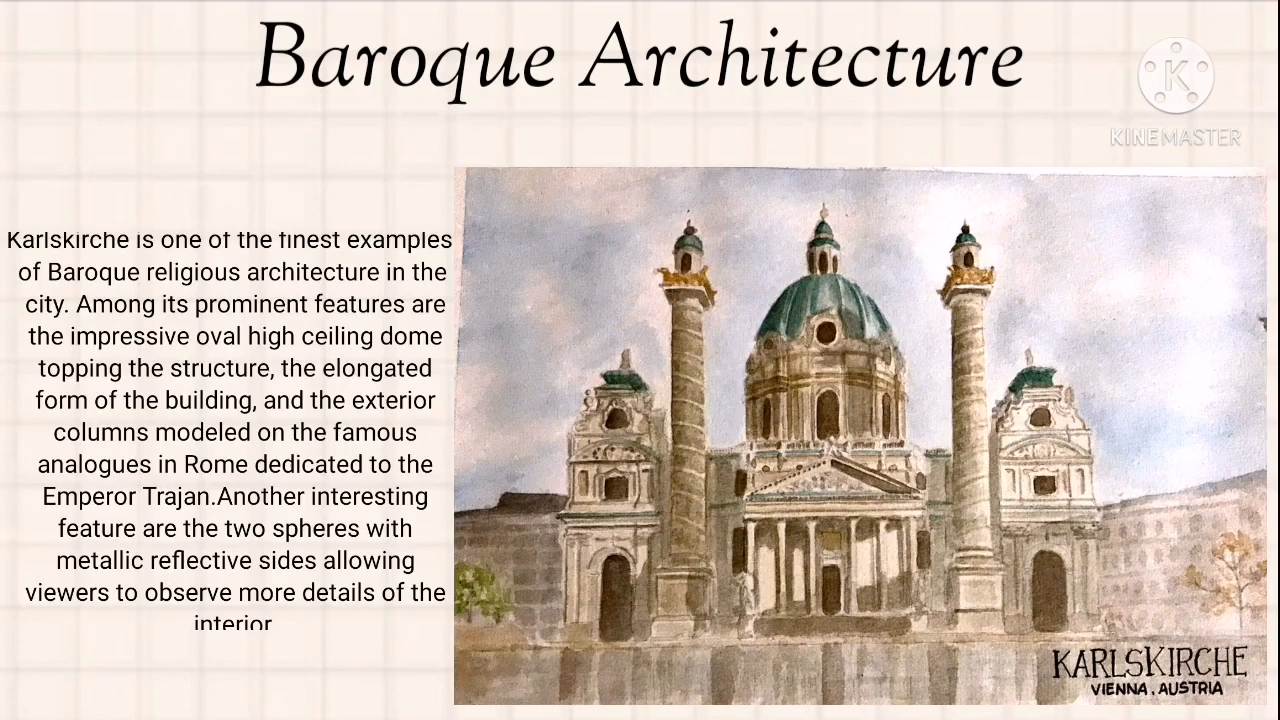 Baroque Architecture
K
KINEMASTER
Karlskirche is one of the finest examples
of Baroque religious architecture in the
city. Among its prominent features are
the impressive oval high ceiling dome
topping the structure, the elongated
form of the building, and the exterior
columns modeled on the famous
analogues in Rome dedicated to the
Emperor Trajan.Another interesting
feature are the two spheres with
metallic reflective sides allowing
viewers to observe more details of the
interior
KARLSKIRCHE
VIENNA . AUSTRIA